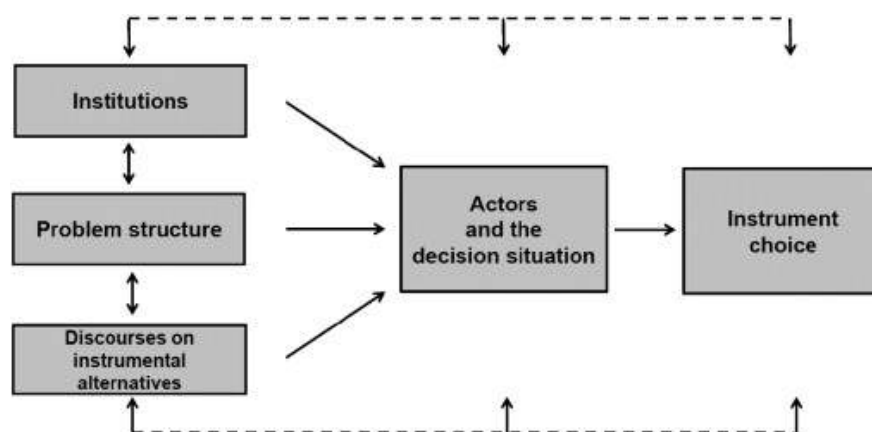 Institutions
Problem structure
Discourses on
instrumental
alternatives
Actors
and the
decision situation
Instrument
choice